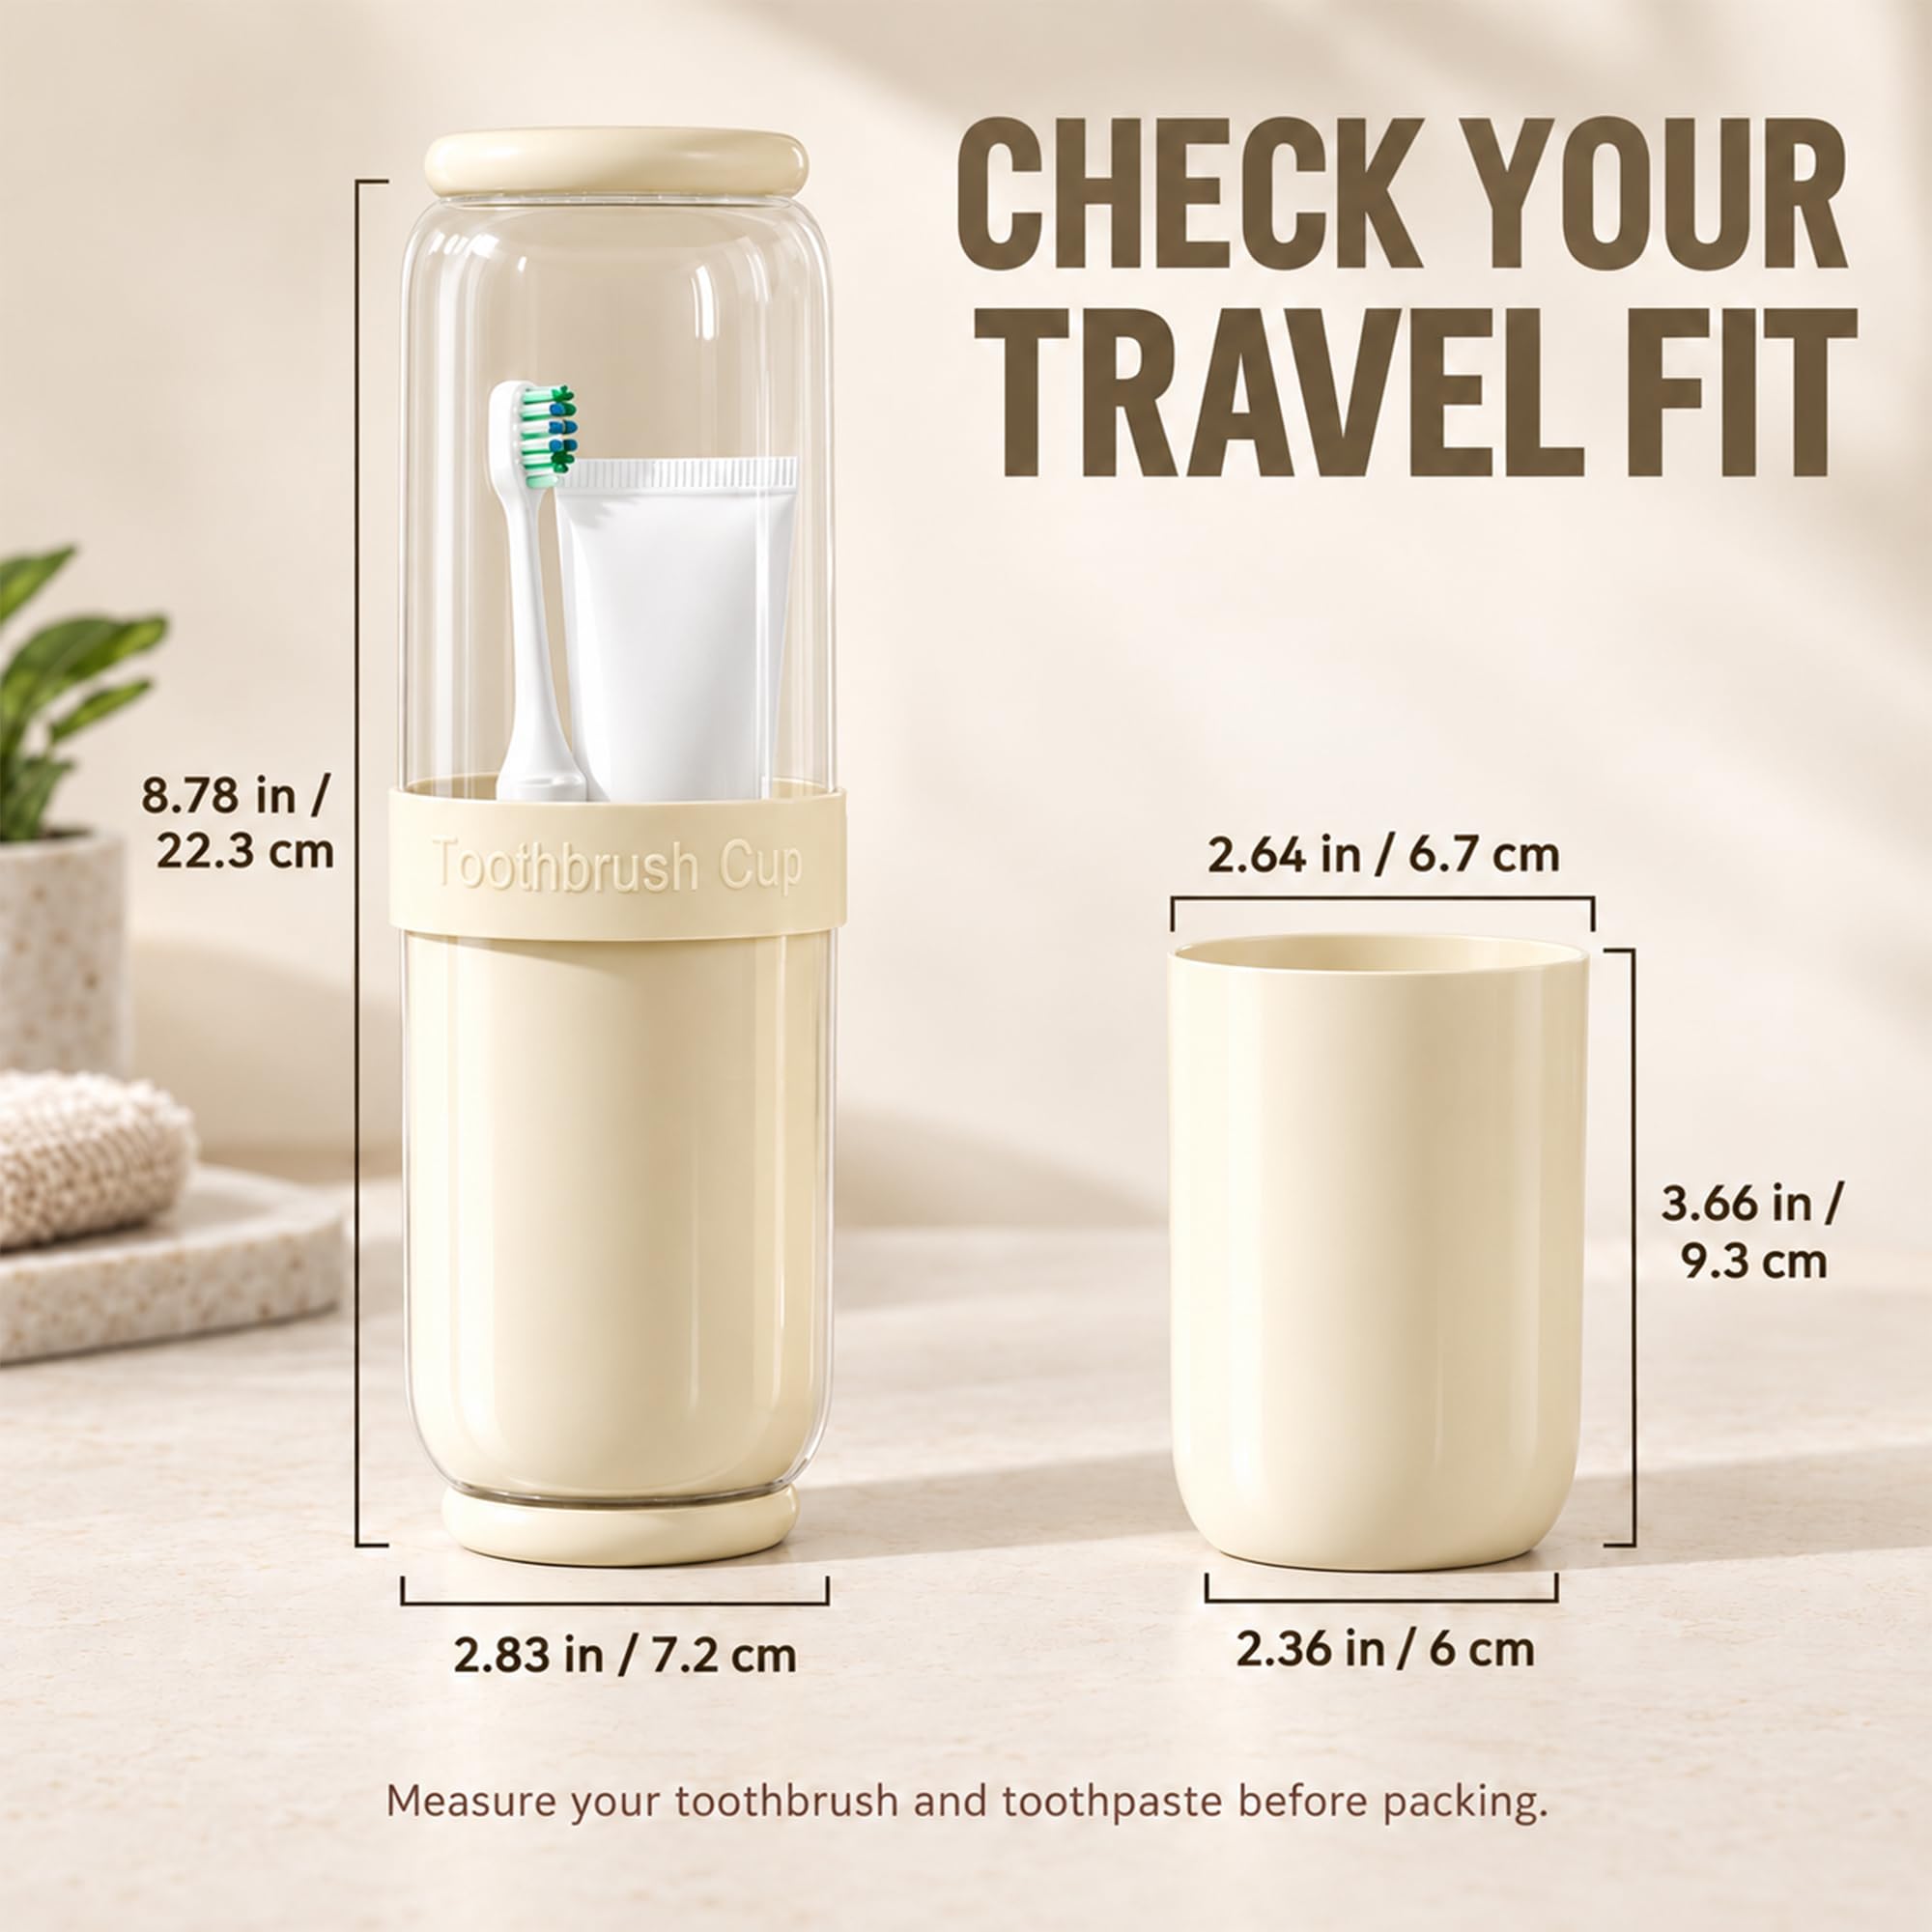 CHECK YOUR
TRAVEL FIT
8.78 in /
22.3 cm
Toothbrush Cup
2.64 in / 6.7 cm
3.66 in /
9.3 cm
2.83 in / 7.2 cm
2.36 in / 6 cm
Measure your toothbrush and toothpaste before packing.